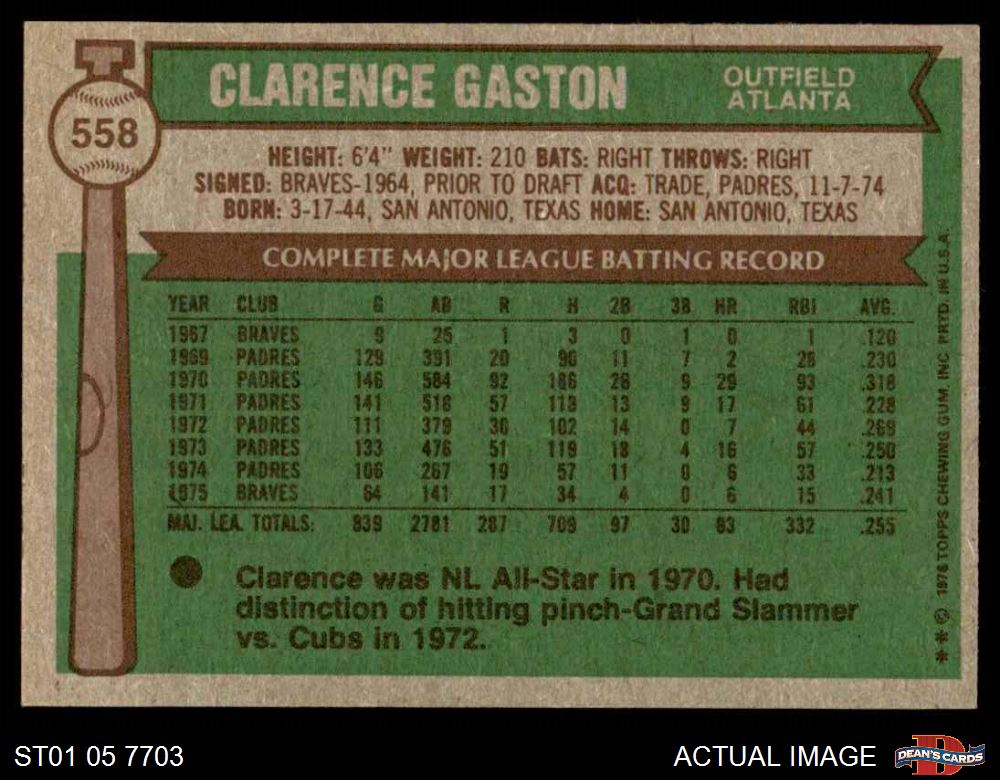 558
CLARENCE GASTON
OUTFIELD
ATLANTA
HEIGHT: 6'4" WEIGHT: 210 BATS: RIGHT THROWS: RIGHT
SIGNED: BRAVES-1964, PRIOR TO DRAFT ACQ: TRADE, PADRES, 11-7-74
BORN: 3-17-44, SAN ANTONIO, TEXAS HOME: SAN ANTONIO, TEXAS
COMPLETE MAJOR LEAGUE BATTING RECORD
YEAR CLUB G AB R H 2B 3B HR RBI AVG.
1967 BRAVES 9 25 1 3 0 1 0 1 .120
1969 PADRES 129 391 20 90 11 7 2 28 .230
1970 PADRES 146 584 92 186 26 9 29 93 .318
1971 PADRES 141 518 57 118 13 9 17 61 .228
1972 PADRES 111 379 30 102 14 0 7 44 .269
1973 PADRES 133 476 51 119 18 4 16 57 .250
1974 PADRES 106 267 19 57 11 0 6 33 .213
1975 BRAVES 64 141 17 34 4 0 6 15 .241
MAJ. LEA. TOTALS: 839 2781 287 709 97 30 83 332 .255
Clarence was NL All-Star in 1970. Had
distinction of hitting pinch-Grand Slammer
vs. Cubs in 1972.
** © 1976 TOPPS CHEWING GUM, INC. PRTD. IN U.S.A.
ST01 05 7703
ACTUAL IMAGE
D
DEAN'S CARDS